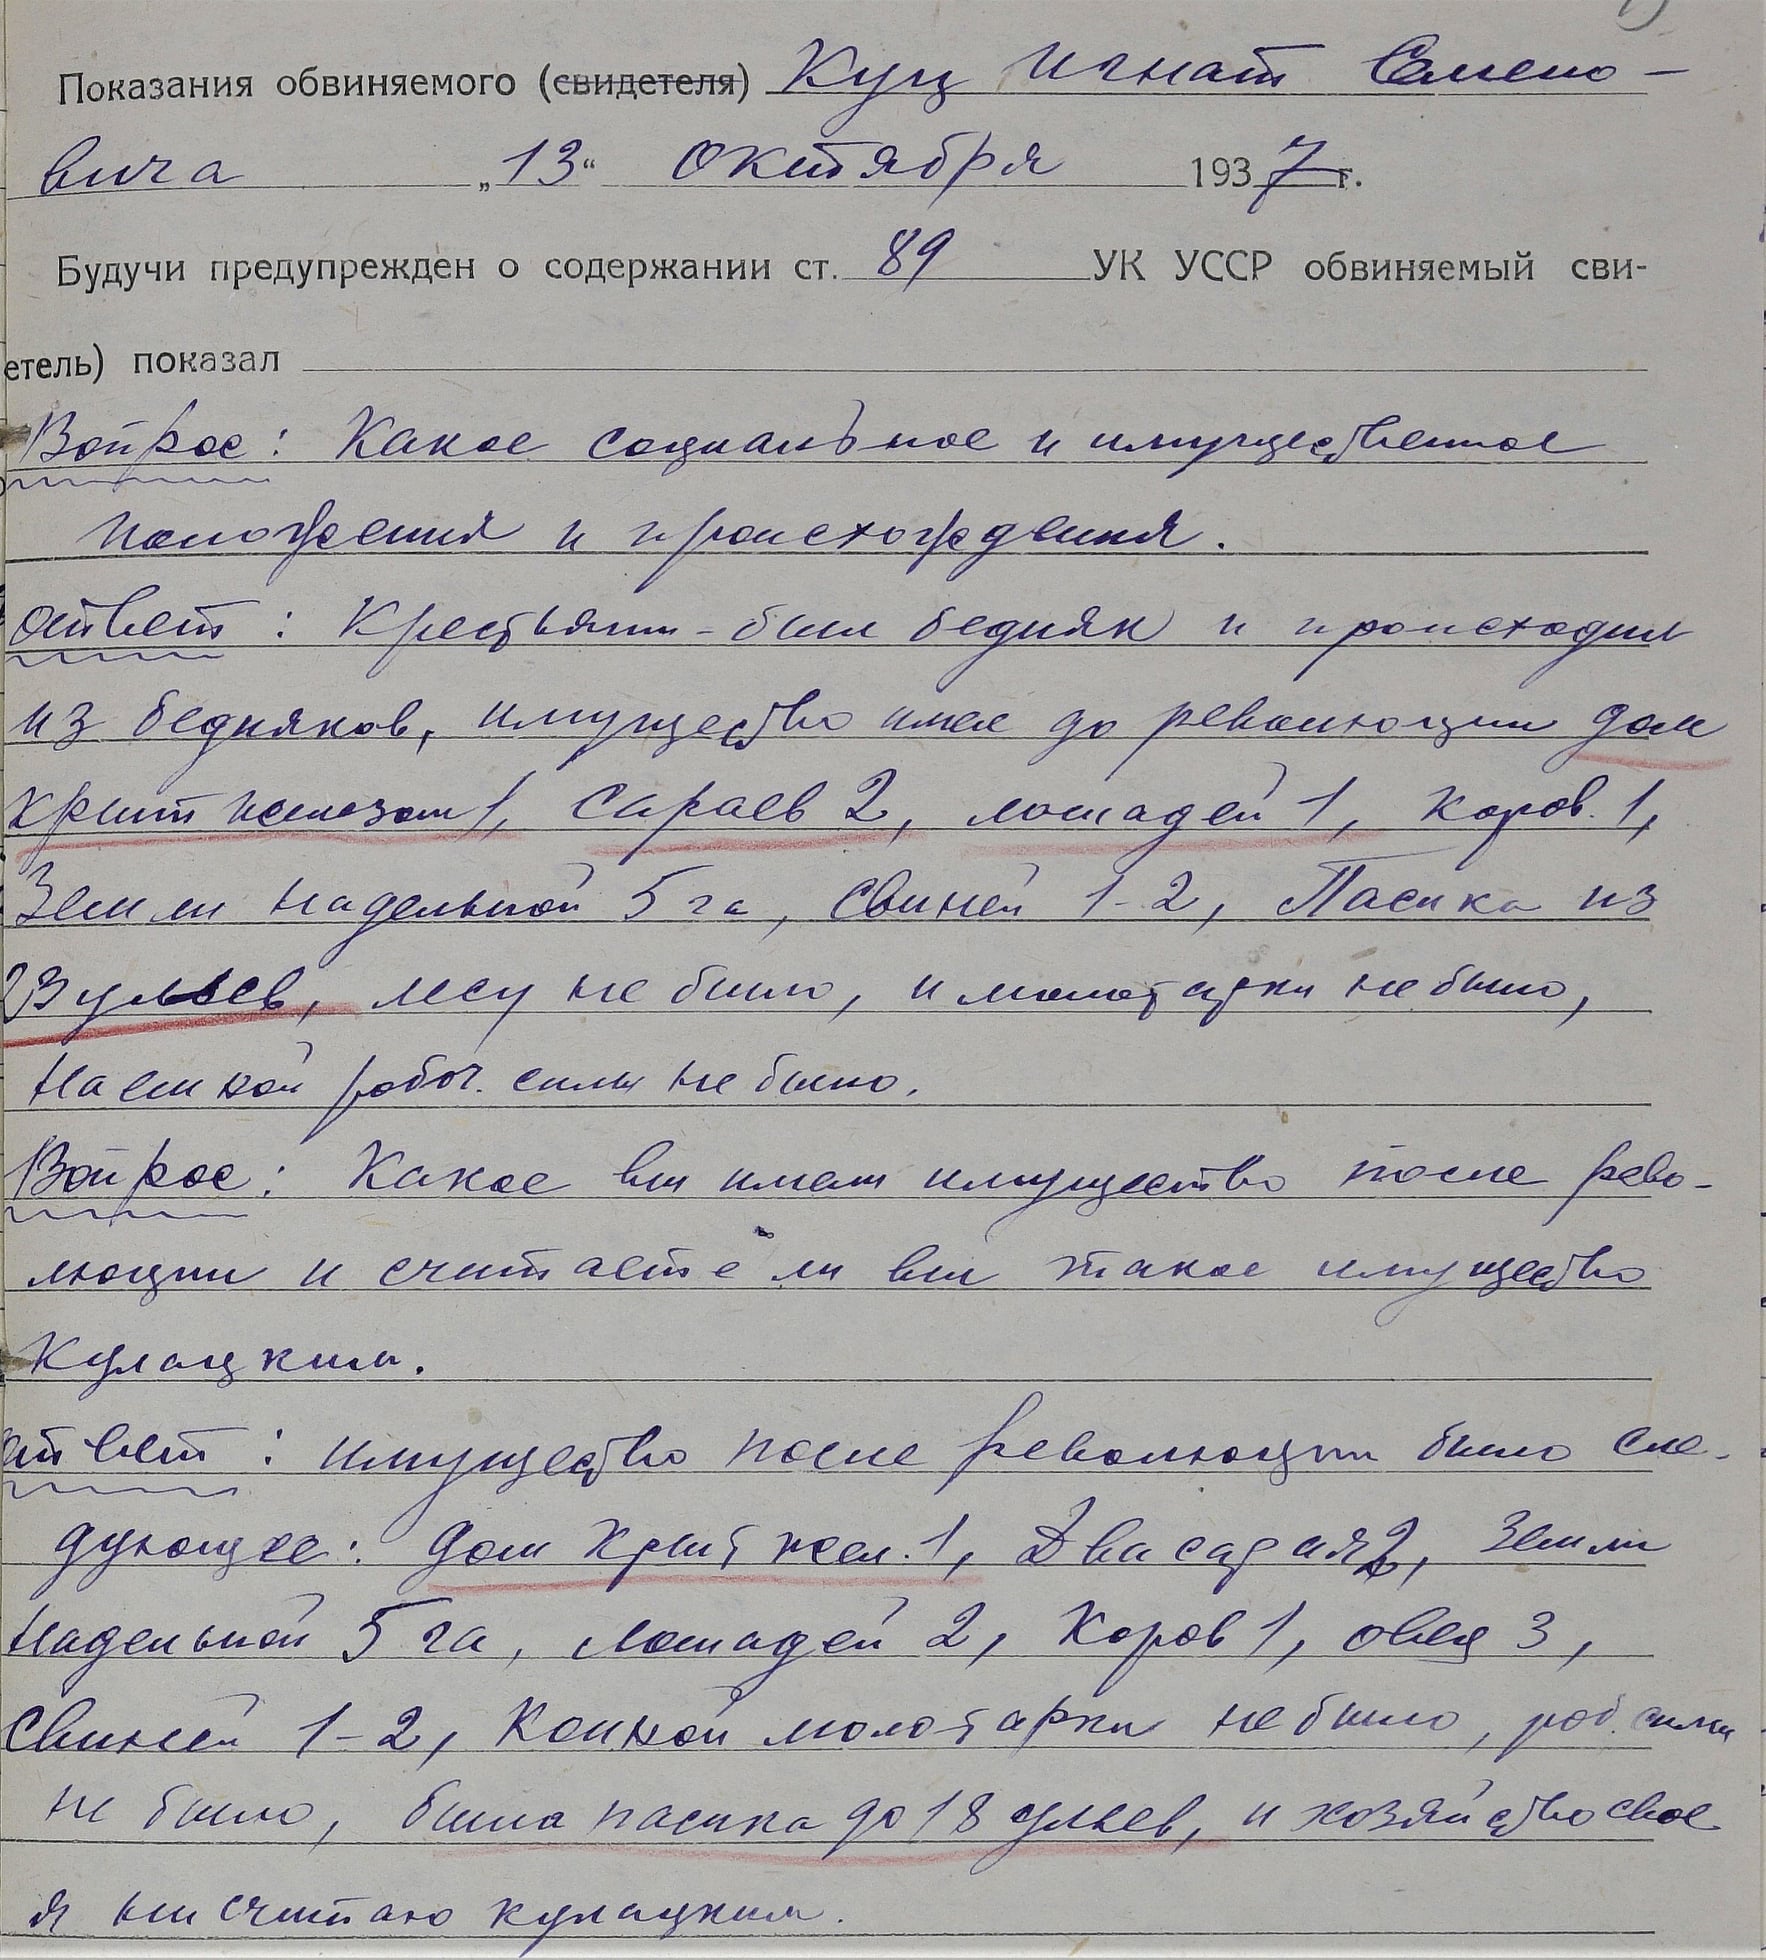 Показания обвиняемого (свидетеля) Куц Игнат Семено-
вича „13“ октября 1937 г.
Будучи предупрежден о содержании ст. 89 УК УССР обвиняемый сви-
етель) показал
Вопрос: Какое социальное и имущественное
положения и происхождения.
ответ: Крестьянин-был бедняк и происходил
из бедняков, имущество имел до революции дом
крыт железом 1, сараев 2, лошадей 1, коров. 1,
Земли надельной 5 га, свиней 1-2, Пасика из
23 ульев, лесу не было, и молотарки не было,
наемной робоч. силы не было.
Вопрос: Какое вы имели имущество после рево-
люции и считаете ли вы такое имущество
Кулацким.
ответ: имущество после революции было сле-
дующее: дом крыт жел. 1, Два сарая 2, Земли
надельной 5 га, лошадей 2, Коров 1, овец 3,
свиней 1-2, Конной молотарки не было, роб. силы
не было, была пасика до 18 ульев, и хозяйство свое
я ни считаю кулацким.